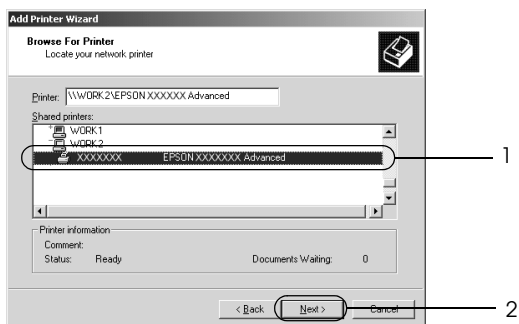 Add Printer Wizard
Browse For Printer
Locate your network printer
Printer: \\WORK2\EPSON XXXXXX Advanced
Shared printers:
WORK1
WORK2
XXXXXXX EPSON XXXXXXX Advanced
1
Printer information
Comment:
Status: Ready Documents Waiting: 0
< Back Next > Cancel
2